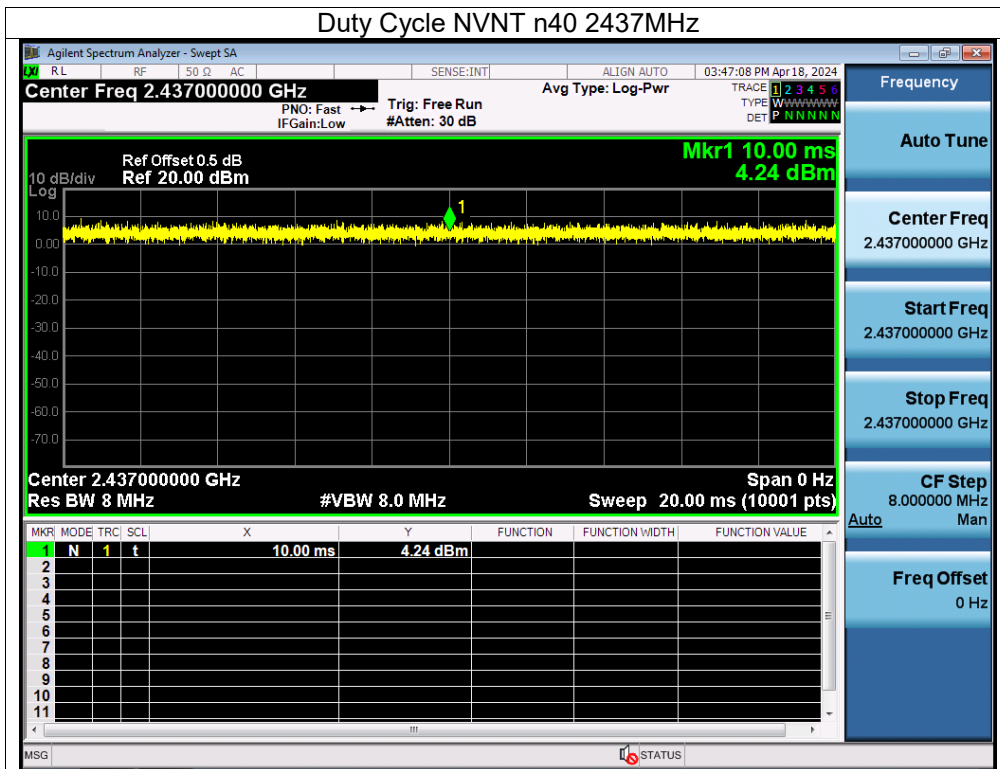 Duty Cycle NVNT n40 2437MHz
Agilent Spectrum Analyzer - Swept SA
LXI RL RF 50 Ω AC SENSE:INT ALIGN AUTO 03:47:08 PM Apr 18, 2024
Center Freq 2.437000000 GHz
PNO: Fast
IFGain:Low
Trig: Free Run
#Atten: 30 dB
Avg Type: Log-Pwr
TRACE 1 2 3 4 5 6
TYPE WWWWWW
DET P N N N N N
Mkr1 10.00 ms
4.24 dBm
10 dB/div
Log
Ref Offset 0.5 dB
Ref 20.00 dBm
1
10.0
0.00
-10.0
-20.0
-30.0
-40.0
-50.0
-60.0
-70.0
Center 2.437000000 GHz Span 0 Hz
Res BW 8 MHz #VBW 8.0 MHz Sweep 20.00 ms (10001 pts)
MKR MODE TRC SCL X Y FUNCTION FUNCTION WIDTH FUNCTION VALUE
1 N 1 t 10.00 ms 4.24 dBm
2
3
4
5
6
7
8
9
10
11
MSG STATUS
Frequency
Auto Tune
Center Freq
2.437000000 GHz
Start Freq
2.437000000 GHz
Stop Freq
2.437000000 GHz
CF Step
8.000000 MHz
Auto Man
Freq Offset
0 Hz